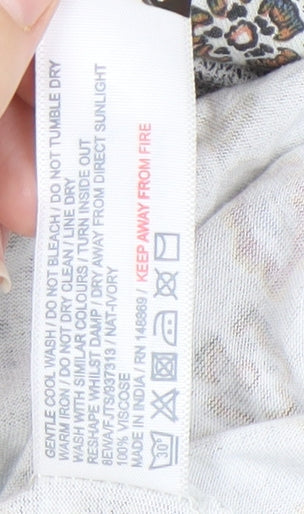 GENTLE COOL WASH / DO NOT BLEACH / DO NOT TUMBLE DRY
WARM IRON / DO NOT DRY CLEAN / LINE DRY
WASH WITH SIMILAR COLOURS / TURN INSIDE OUT
RESHAPE WHILST DAMP / DRY AWAY FROM DIRECT SUNLIGHT
8EWA/FJTS/937313 / NAT-IVORY
100% VISCOSE
MADE IN INDIA / RN 148869 / KEEP AWAY FROM FIRE
30°